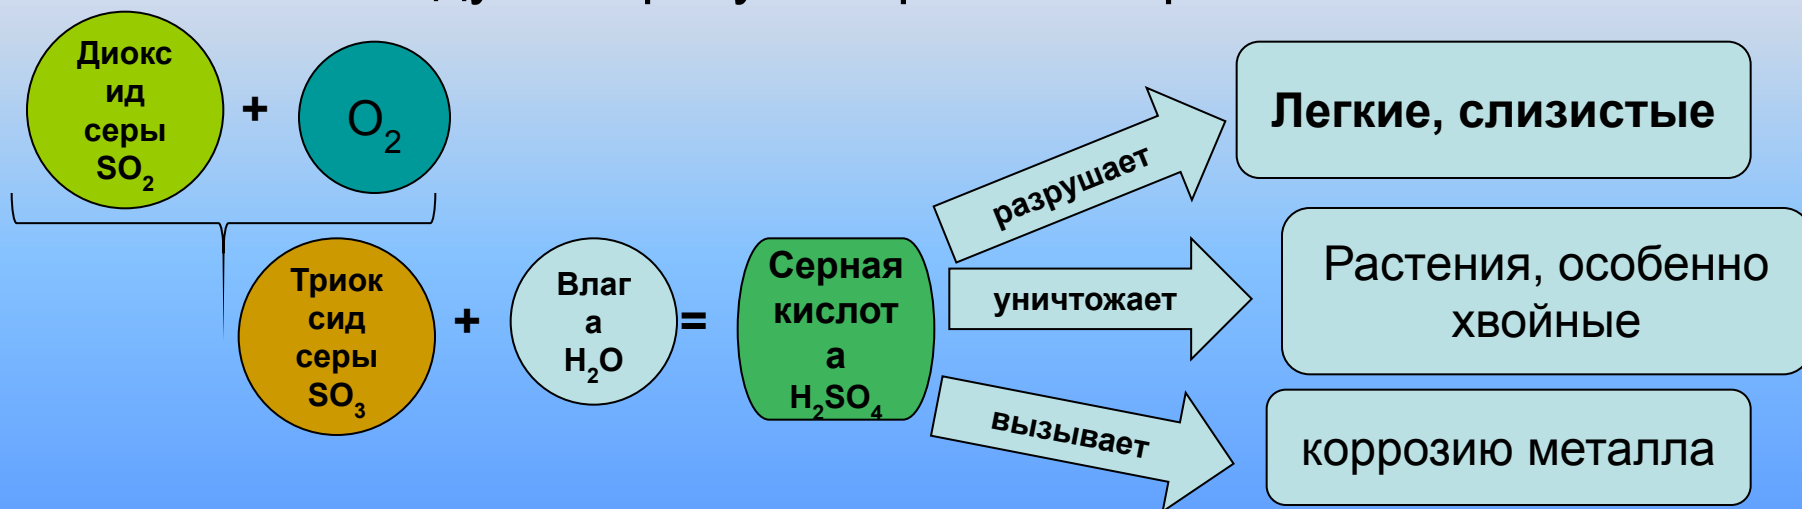 Диокс
ид
серы
SO₂
+
O₂
Триок
сид
серы
SO₃
+
Влаг
а
H₂O
=
Серная
кислот
а
H₂SO₄
разрушает
Легкие, слизистые
уничтожает
Растения, особенно
хвойные
вызывает
коррозию металла